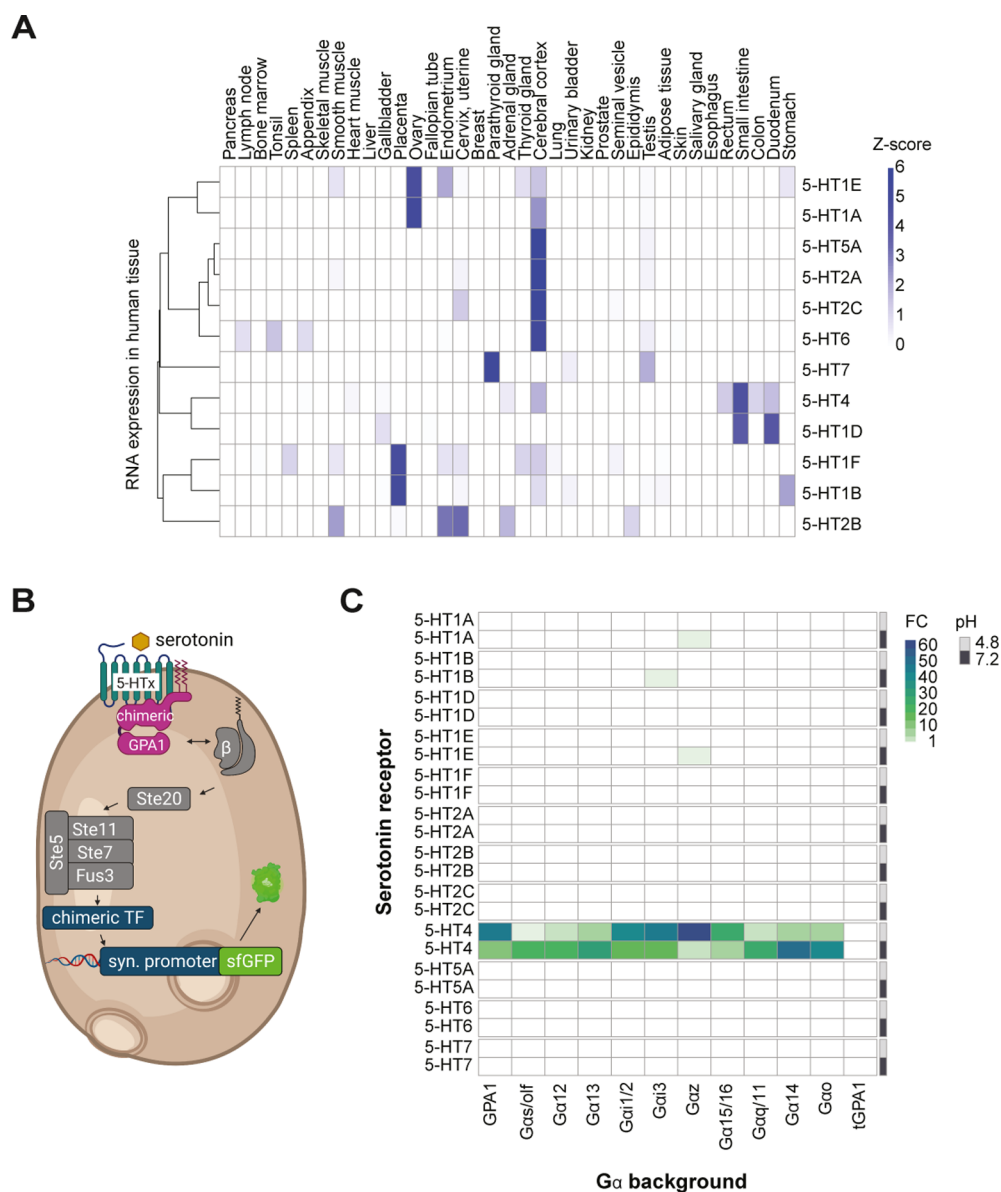 A
Pancreas
Lymph node
Bone marrow
Tonsil
Spleen
Appendix
Skeletal muscle
Smooth muscle
Heart muscle
Liver
Gallbladder
Placenta
Ovary
Fallopian tube
Endometrium
Cervix, uterine
Breast
Parathyroid gland
Adrenal gland
Thyroid gland
Cerebral cortex
Lung
Urinary bladder
Kidney
Prostate
Seminal vesicle
Epididymis
Testis
Adipose tissue
Skin
Salivary gland
Esophagus
Rectum
Small intestine
Colon
Duodenum
Stomach
RNA expression in human tissue
5-HT1E
5-HT1A
5-HT5A
5-HT2A
5-HT2C
5-HT6
5-HT7
5-HT4
5-HT1D
5-HT1F
5-HT1B
5-HT2B
Z-score
6
5
4
3
2
1
0
B
serotonin
5-HTx
chimeric
GPA1
β
Ste20
Ste5
Ste11
Ste7
Fus3
chimeric TF
syn. promoter
sfGFP
C
Serotonin receptor
5-HT1A
5-HT1A
5-HT1B
5-HT1B
5-HT1D
5-HT1D
5-HT1E
5-HT1E
5-HT1F
5-HT1F
5-HT2A
5-HT2A
5-HT2B
5-HT2B
5-HT2C
5-HT2C
5-HT4
5-HT4
5-HT5A
5-HT5A
5-HT6
5-HT6
5-HT7
5-HT7
GPA1
Gαs/olf
Gα12
Gα13
Gαi1/2
Gαi3
Gαz
Gα15/16
Gαq/11
Gα14
Gαo
tGPA1
Gα background
FC
60
50
40
30
20
10
1
pH
4.8
7.2